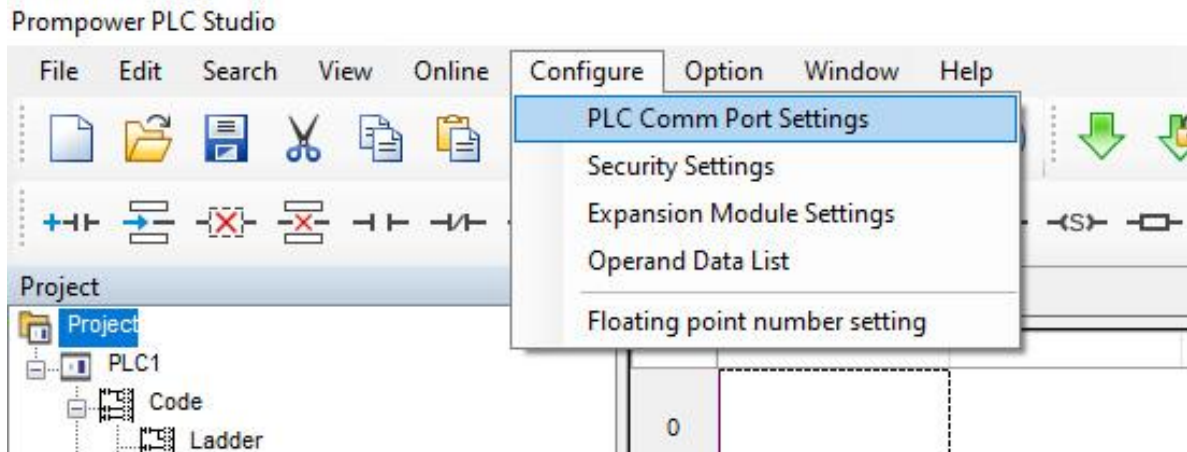 Prompower PLC Studio
File Edit Search View Online Configure Option Window Help
PLC Comm Port Settings
Security Settings
Expansion Module Settings
Operand Data List
Floating point number setting
(S)
Project
Project
PLC1
Code
Ladder
0